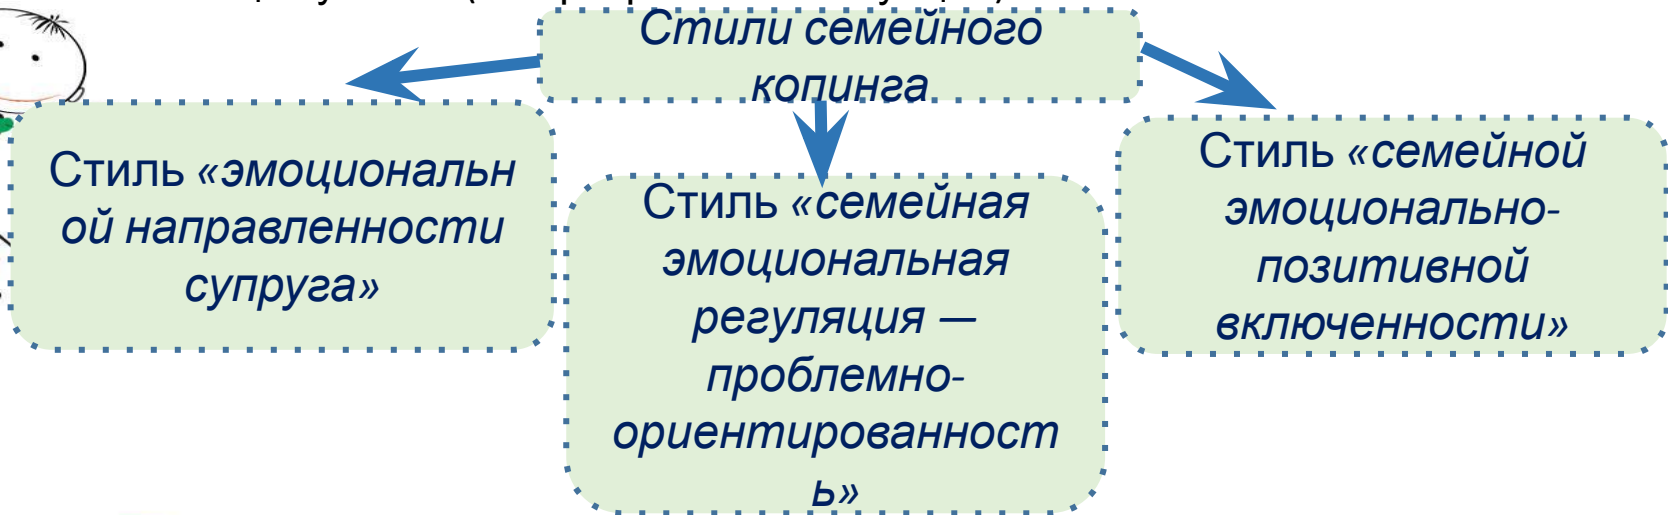 Стили семейного
копинга
Стиль «эмоциональн
ой направленности
супруга»
Стиль «семейная
эмоциональная
регуляция —
проблемно-
ориентированност
ь»
Стиль «семейной
эмоционально-
позитивной
включенности»